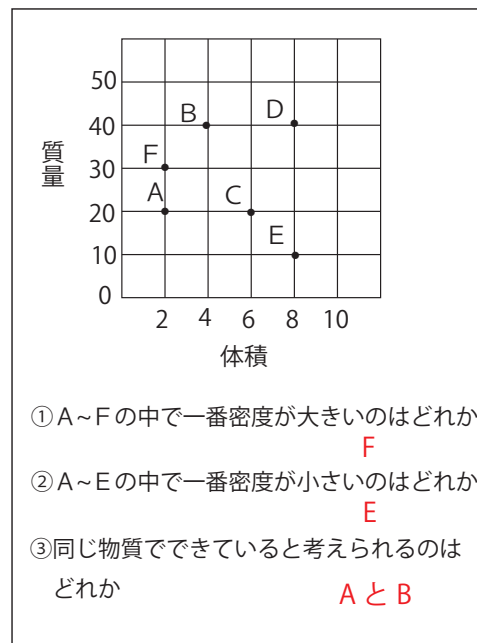 50
40
30
20
10
0
質量
B
D
F
A
C
E
2 4 6 8 10
体積
①A~Fの中で一番密度が大きいのはどれか
F
②A~Eの中で一番密度が小さいのはどれか
E
③同じ物質でできていると考えられるのは
どれか
AとB